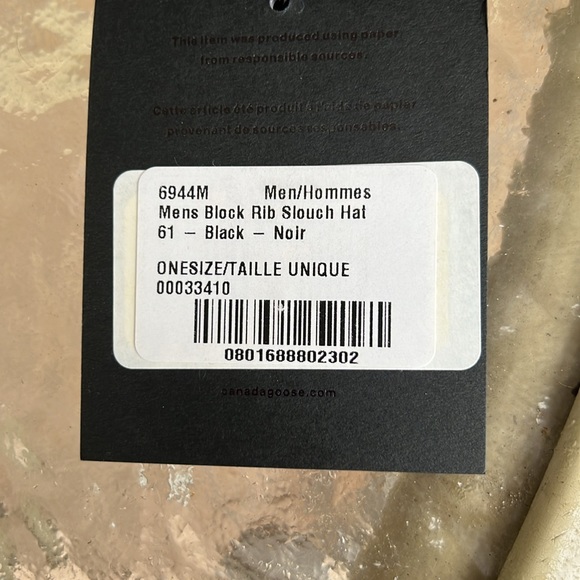 This item was produced using paper
from responsible sources.
Cette article été produit à l'aide de papier
provenant de sources responsables.
6944M Men/Hommes
Mens Block Rib Slouch Hat
61 – Black – Noir
ONESIZE/TAILLE UNIQUE
00033410
0801688802302
canadagoose.com